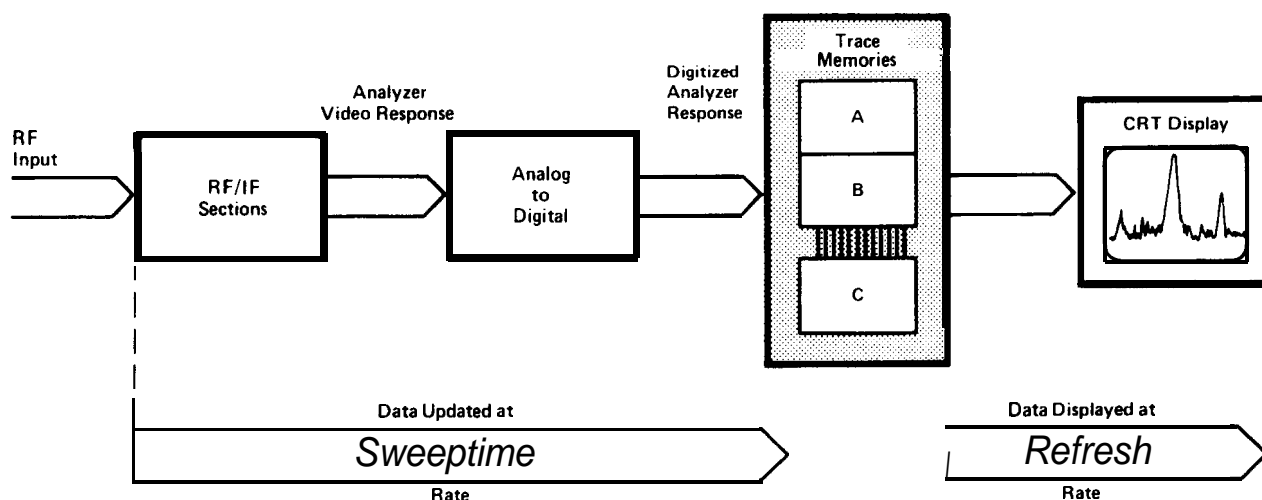 RF
Input
RF/IF
Sections
Analyzer
Video Response
Analog
to
Digital
Digitized
Analyzer
Response
Trace
Memories
A
B
C
CRT Display
Data Updated at
Sweeptime
Rate
Data Displayed at
Refresh
Rate